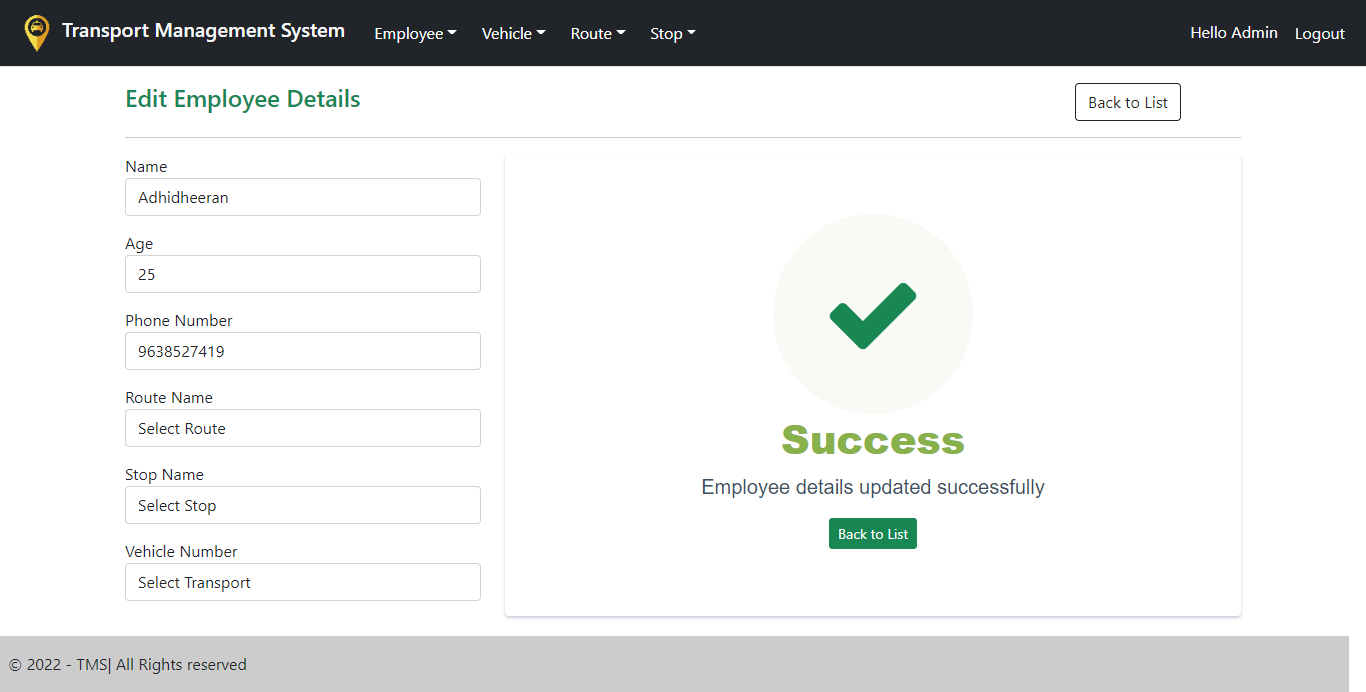 Transport Management System Employee Vehicle Route Stop Hello Admin Logout
Edit Employee Details
Back to List
Name
Adhidheeran
Age
25
Phone Number
9638527419
Route Name
Select Route
Stop Name
Select Stop
Vehicle Number
Select Transport
Success
Employee details updated successfully
Back to List
© 2022 - TMS| All Rights reserved